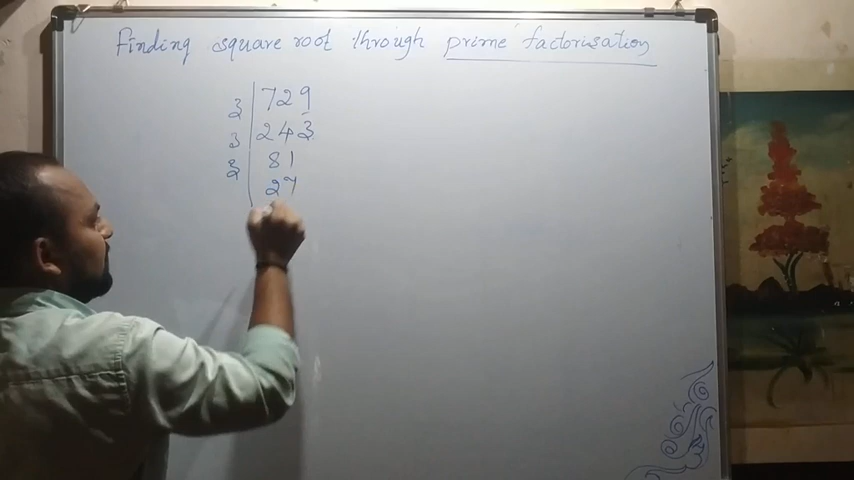 Finding square root through prime factorisation
3 729
3 243
3 81
27